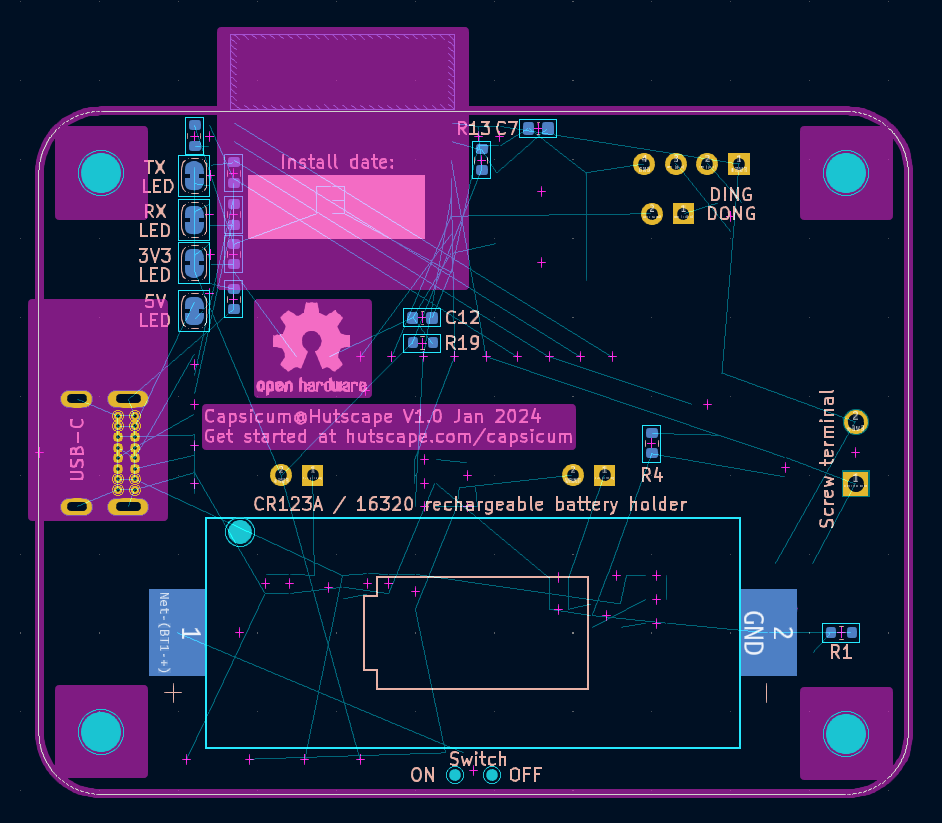 R13 C7
Install date:
TX
LED
RX
LED
3V3
LED
5V
LED
DING
DONG
C12
R19
open hardware
Capsicum@Hutscape V1.0 Jan 2024
Get started at hutscape.com/capsicum
USB-C
R4
Screw terminal
CR123A / 16320 rechargeable battery holder
Net-(BT1-+)
1
+
2
GND
R1
Switch
ON
OFF